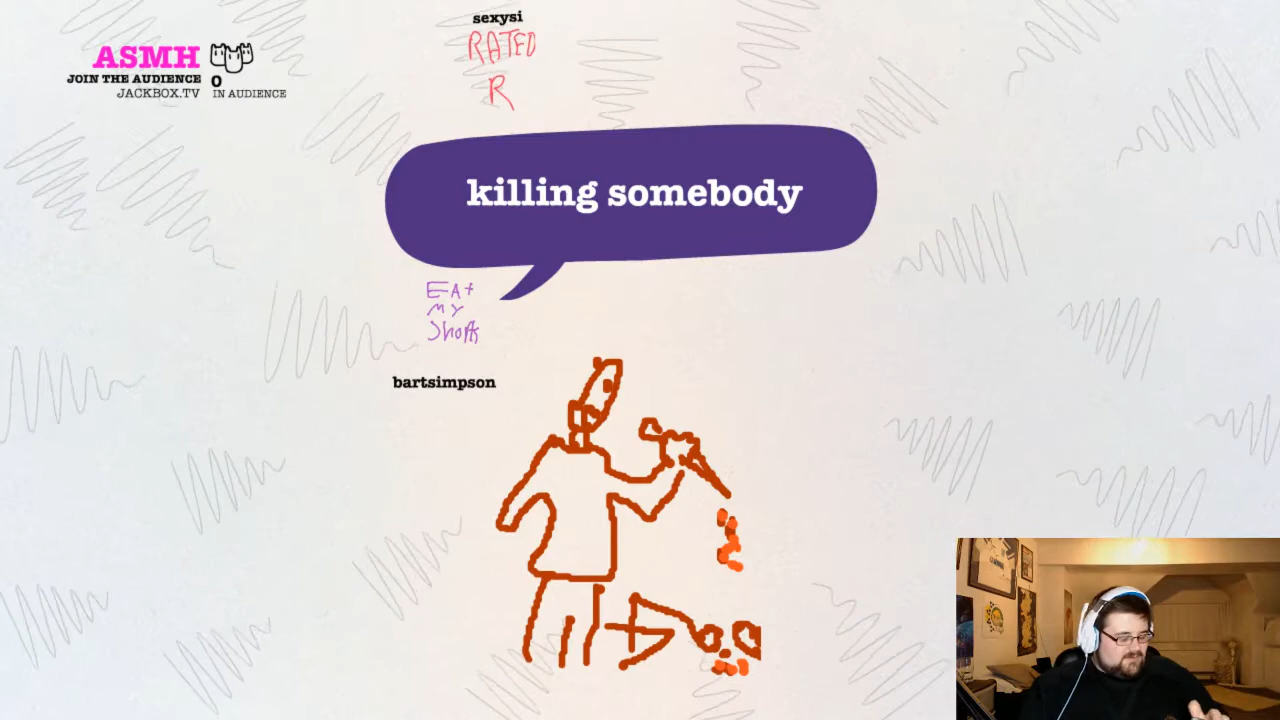 sexysi
RATED
R
ASMH
JOIN THE AUDIENCE
0
JACKBOX.TV
IN AUDIENCE
killing somebody
EAt
MY
Shorts
bartsimpson